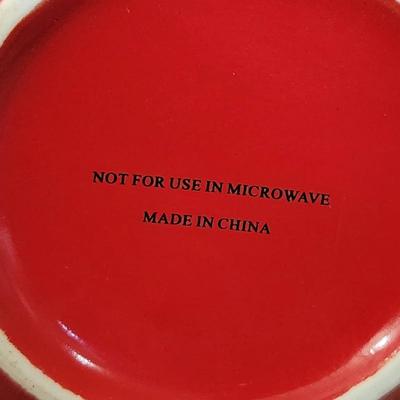 NOT FOR USE IN MICROWAVE
MADE IN CHINA